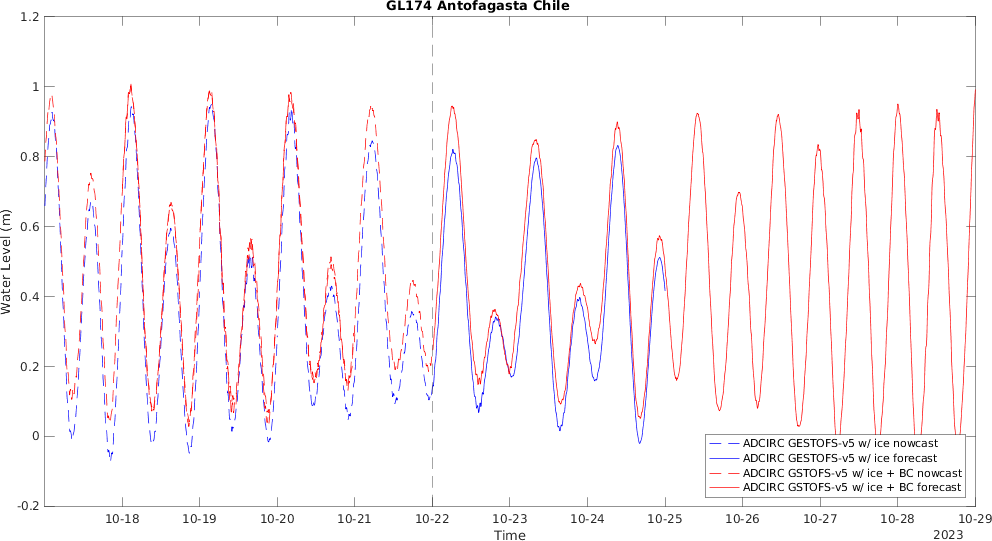 GL174 Antofagasta Chile
1.2
1
0.8
0.6
0.4
0.2
0
-0.2
Water Level (m)
ADCIRC GESTOFS-v5 w/ ice nowcast
ADCIRC GESTOFS-v5 w/ ice forecast
ADCIRC GSTOFS-v5 w/ ice + BC nowcast
ADCIRC GSTOFS-v5 w/ ice + BC forecast
10-18 10-19 10-20 10-21 10-22 10-23 10-24 10-25 10-26 10-27 10-28 10-29
Time
2023